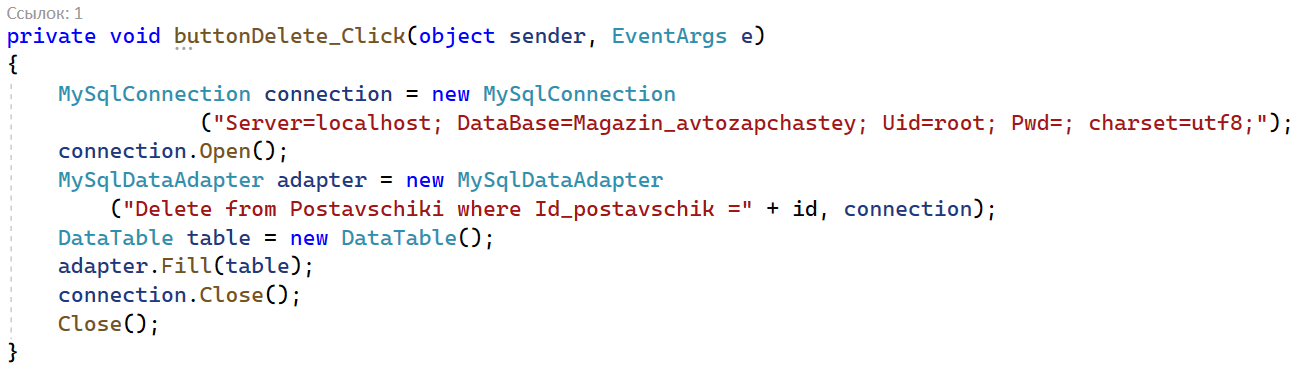 Ссылок: 1
private void buttonDelete_Click(object sender, EventArgs e)
{
    MySqlConnection connection = new MySqlConnection
               ("Server=localhost; DataBase=Magazin_avtozapchastey; Uid=root; Pwd=; charset=utf8;");
    connection.Open();
    MySqlDataAdapter adapter = new MySqlDataAdapter
        ("Delete from Postavschiki where Id_postavschik =" + id, connection);
    DataTable table = new DataTable();
    adapter.Fill(table);
    connection.Close();
    Close();
}